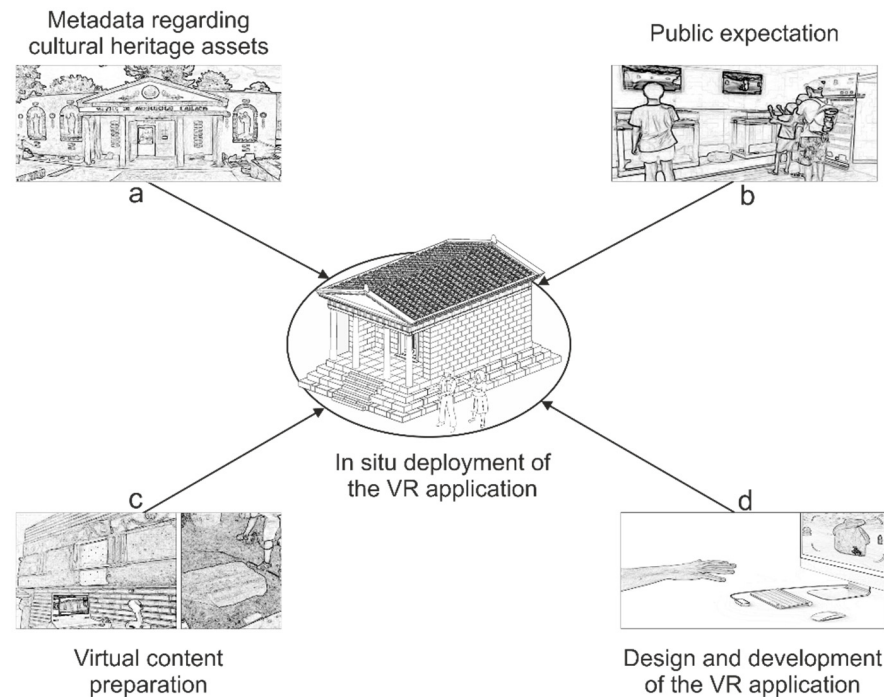 Metadata regarding
cultural heritage assets
Public expectation
a
b
In situ deployment of
the VR application
c
d
Virtual content
preparation
Design and development
of the VR application